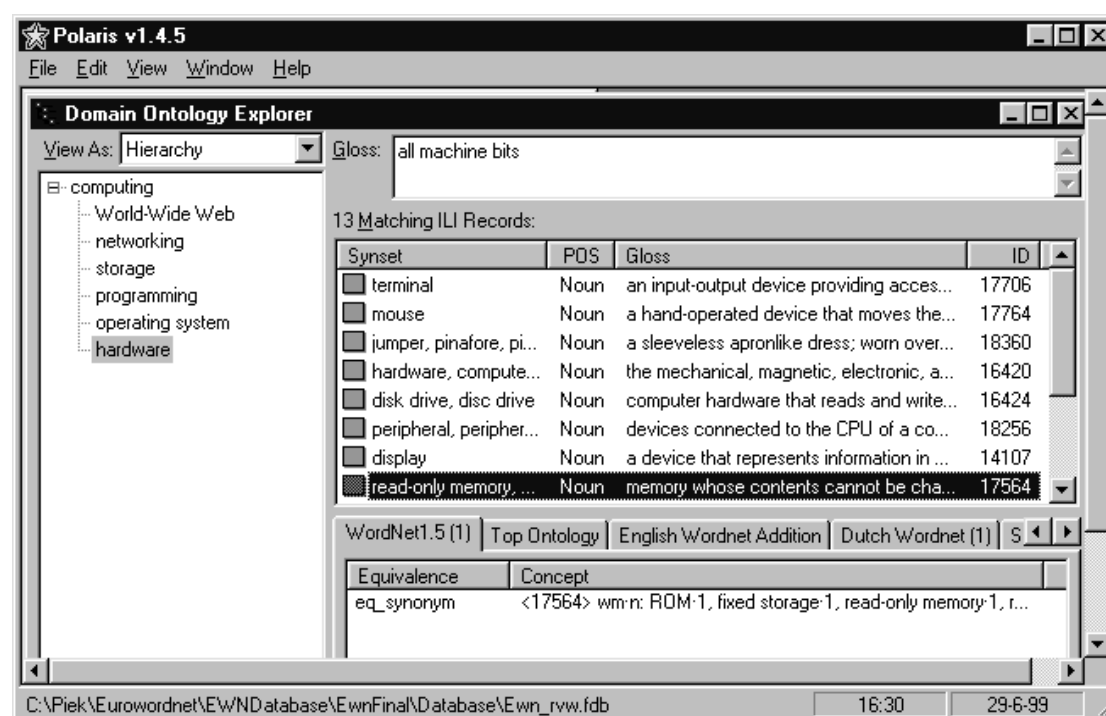 Polaris v1.4.5
File Edit View Window Help
Domain Ontology Explorer
View As: Hierarchy
Gloss: all machine bits
computing
World-Wide Web
networking
storage
programming
operating system
hardware
13 Matching ILI Records:
Synset POS Gloss ID
terminal Noun an input-output device providing acces... 17706
mouse Noun a hand-operated device that moves the... 17764
jumper, pinafore, pi... Noun a sleeveless apronlike dress; worn over... 18360
hardware, compute... Noun the mechanical, magnetic, electronic, a... 16420
disk drive, disc drive Noun computer hardware that reads and write... 16424
peripheral, peripher... Noun devices connected to the CPU of a co... 18256
display Noun a device that represents information in ... 14107
read-only memory, ... Noun memory whose contents cannot be cha... 17564
WordNet1.5 (1) Top Ontology English Wordnet Addition Dutch Wordnet (1) S
Equivalence Concept
eq_synonym <17564> wm·n: ROM·1, fixed storage·1, read-only memory·1, r...
C:\Piek\Eurowordnet\EWNDatabase\EwnFinal\Database\Ewn_rvw.fdb 16:30 29-6-99